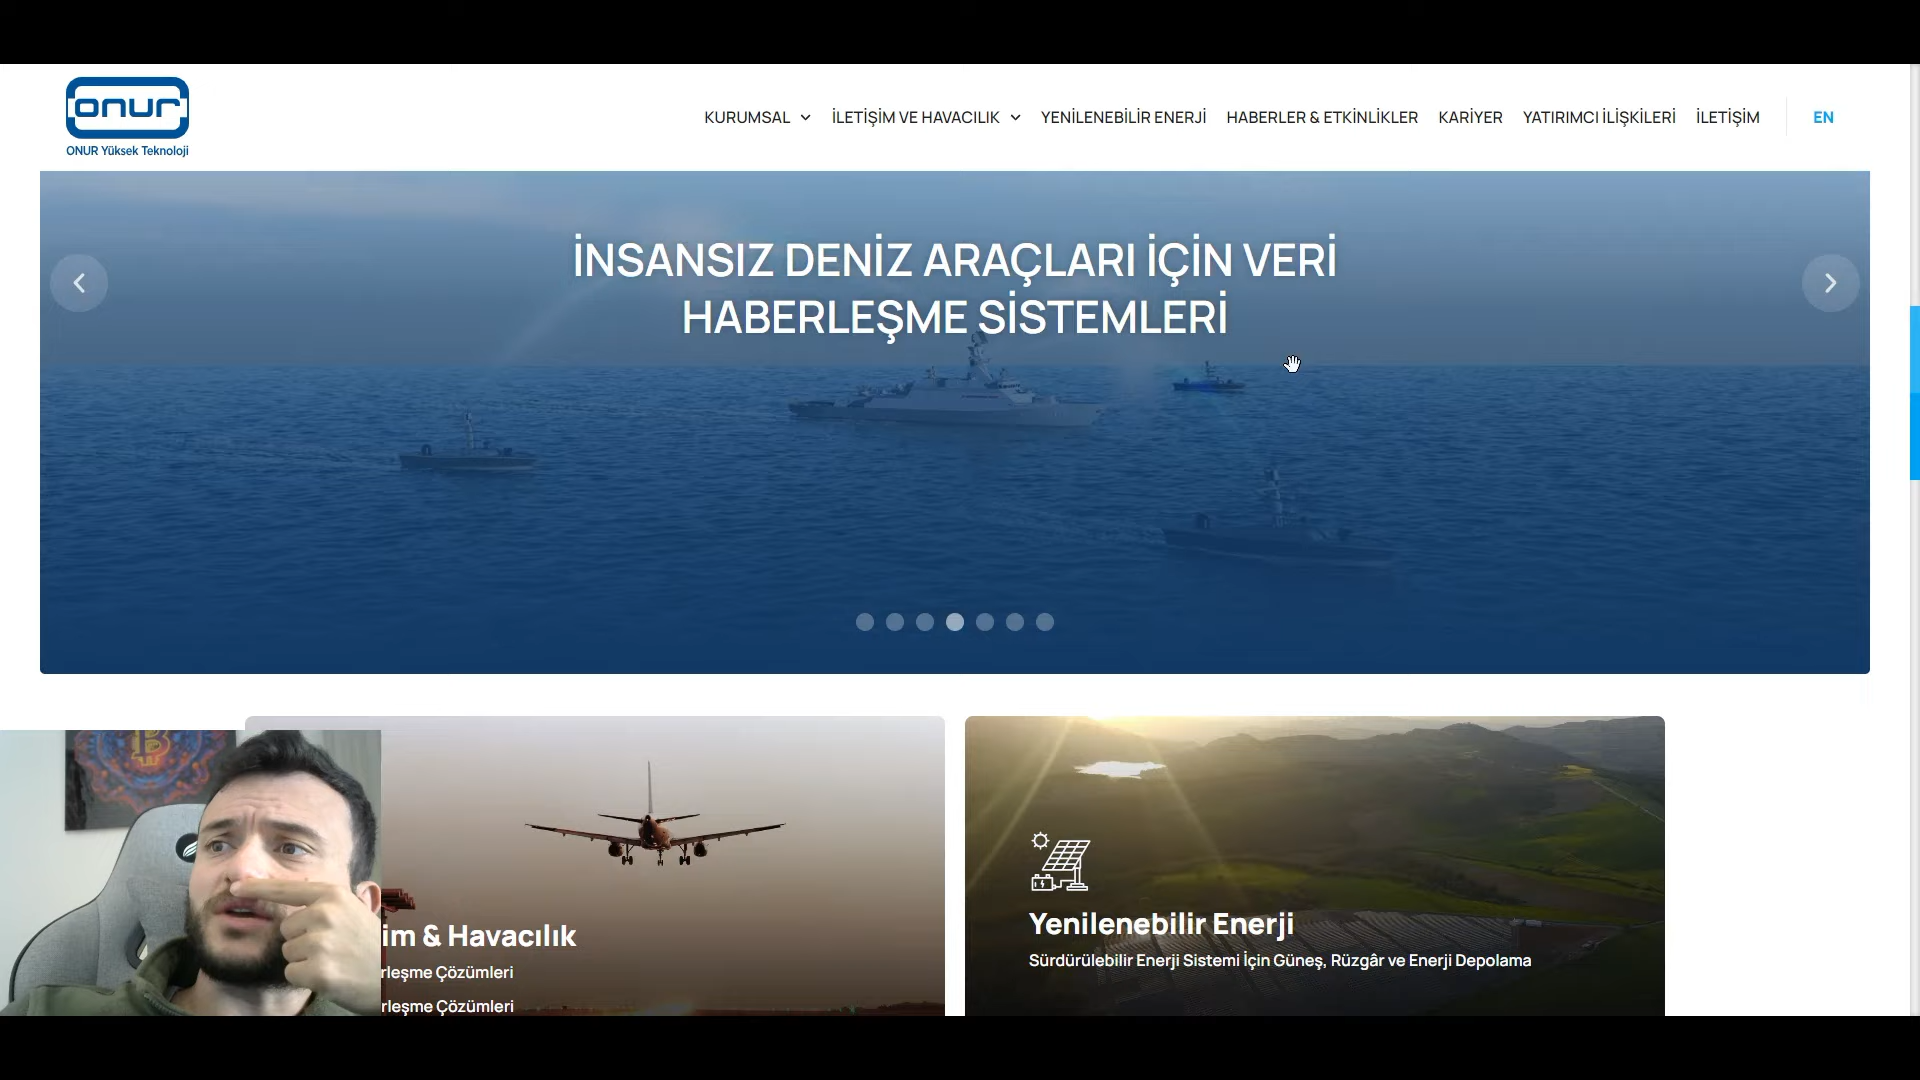 onur
ONUR Yüksek Teknoloji
KURUMSAL
İLETİŞİM VE HAVACILIK
YENİLENEBİLİR ENERJİ
HABERLER & ETKİNLİKLER
KARİYER
YATIRIMCI İLİŞKİLERİ
İLETİŞİM
EN
İNSANSIZ DENİZ ARAÇLARI İÇİN VERİ
HABERLEŞME SİSTEMLERİ
im & Havacılık
rleşme Çözümleri
rleşme Çözümleri
Yenilenebilir Enerji
Sürdürülebilir Enerji Sistemi İçin Güneş, Rüzgâr ve Enerji Depolama